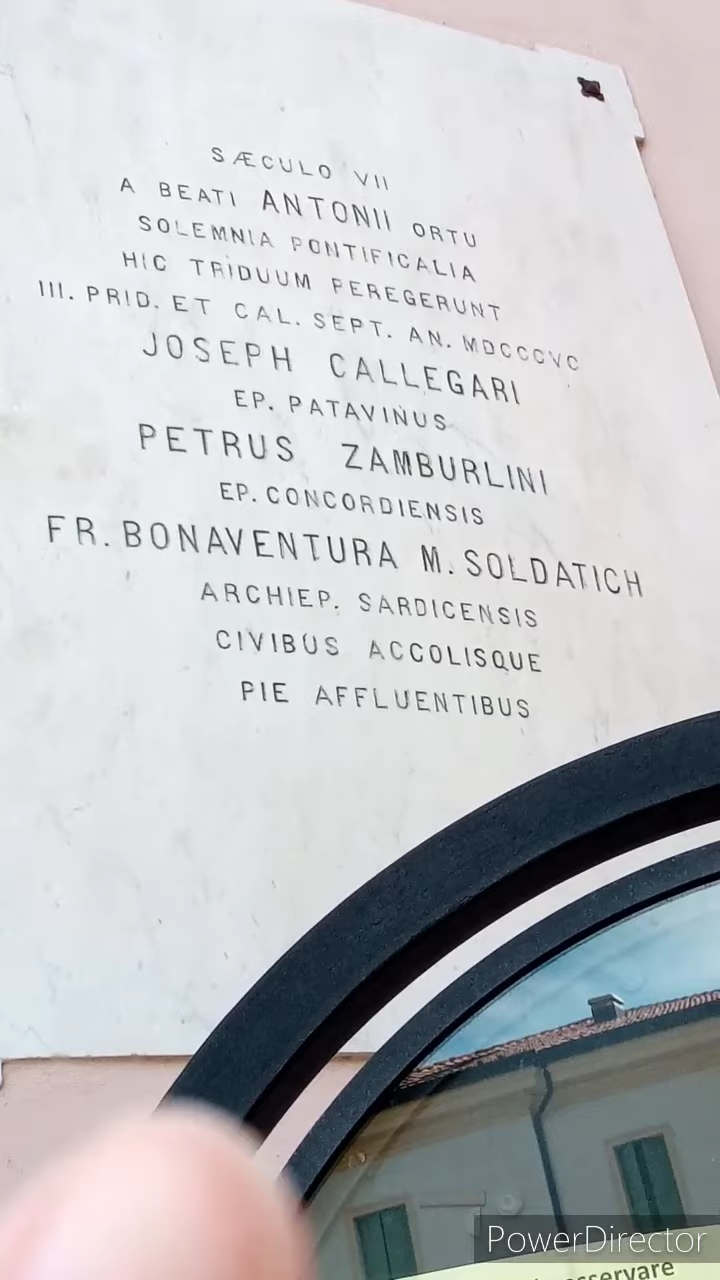 SÆCULO VII
A BEATI ANTONII ORTU
SOLEMNIA PONTIFICALIA
HIC TRIDUUM PEREGERUNT
III. PRID. ET CAL. SEPT. AN. MDCCCVC
JOSEPH CALLEGARI
EP. PATAVINUS
PETRUS ZAMBURLINI
EP. CONCORDIENSIS
FR. BONAVENTURA M. SOLDATICH
ARCHIEP. SARDICENSIS
CIVIBUS ACCOLISQUE
PIE AFFLUENTIBUS
PowerDirector